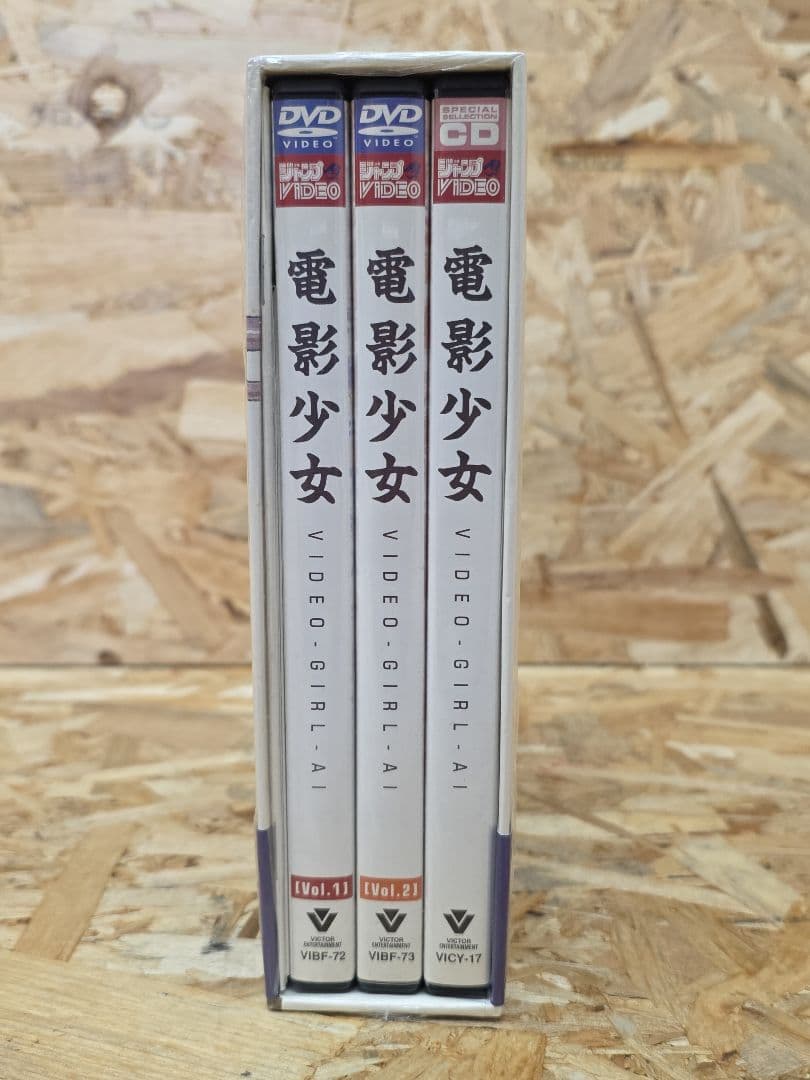 DVD
VIDEO
ジャンプ
VIDEO
電影少女
VIDEO-GIRL-AI
[Vol.1]
VICTOR
ENTERTAINMENT
VIBF-72
DVD
VIDEO
ジャンプ
VIDEO
電影少女
VIDEO-GIRL-AI
[Vol.2]
VICTOR
ENTERTAINMENT
VIBF-73
SPECIAL
SELLECTION
CD
ジャンプ
VIDEO
電影少女
VIDEO-GIRL-AI
VICTOR
ENTERTAINMENT
VICY-17